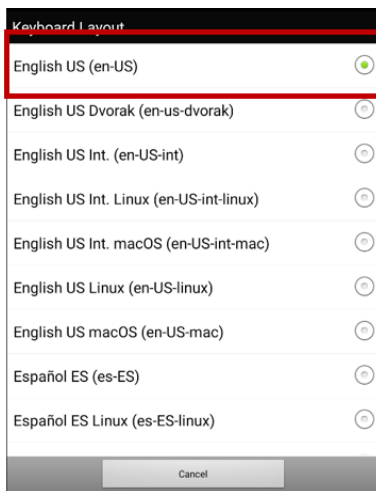 Keyboard Layout
English US (en-US)
English US Dvorak (en-us-dvorak)
English US Int. (en-US-int)
English US Int. Linux (en-US-int-linux)
English US Int. macOS (en-US-int-mac)
English US Linux (en-US-linux)
English US macOS (en-US-mac)
Español ES (es-ES)
Español ES Linux (es-ES-linux)
Cancel